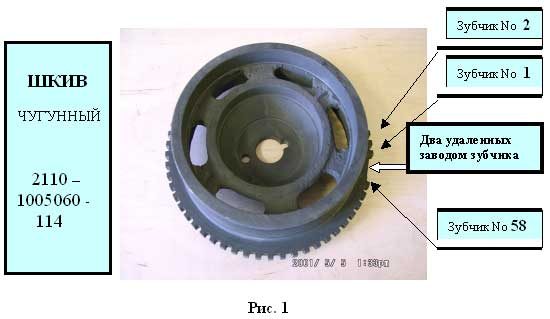 ШКИВ
ЧУГУННЫЙ
2110 –
1005060 -
114
Зубчик No 2
Зубчик No 1
Два удаленных
заводом зубчика
Зубчик No 58
2001/ 5/ 5 1:33pm
Рис. 1